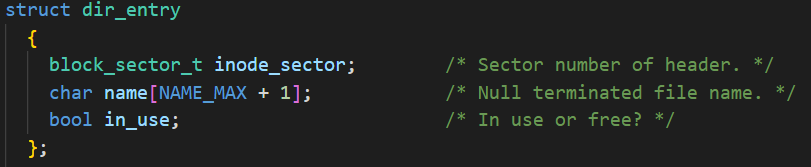 struct dir_entry
  {
    block_sector_t inode_sector;        /* Sector number of header. */
    char name[NAME_MAX + 1];            /* Null terminated file name. */
    bool in_use;                        /* In use or free? */
  };